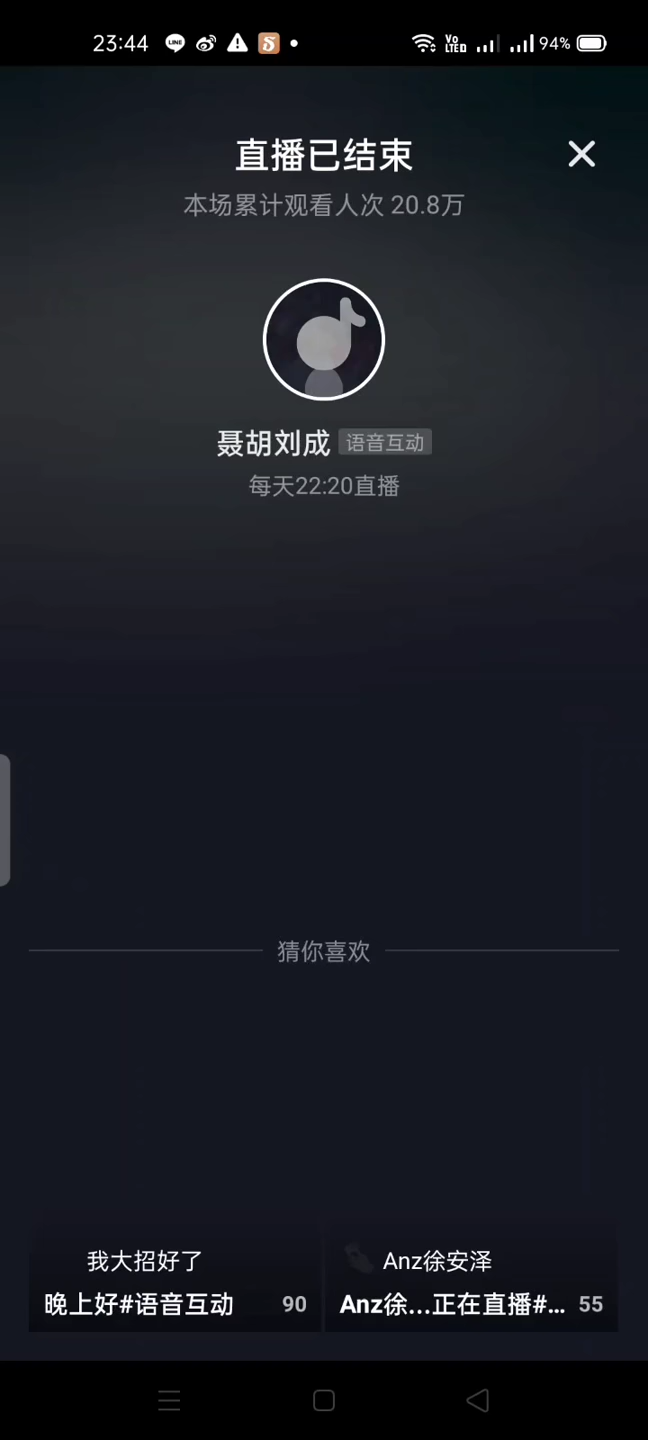 23:44 LINE 94%
直播已结束
本场累计观看人次 20.8万
聂胡刘成 语音互动
每天22:20直播
猜你喜欢
我大招好了
晚上好#语音互动 90
Anz徐安泽
Anz徐...正在直播#... 55